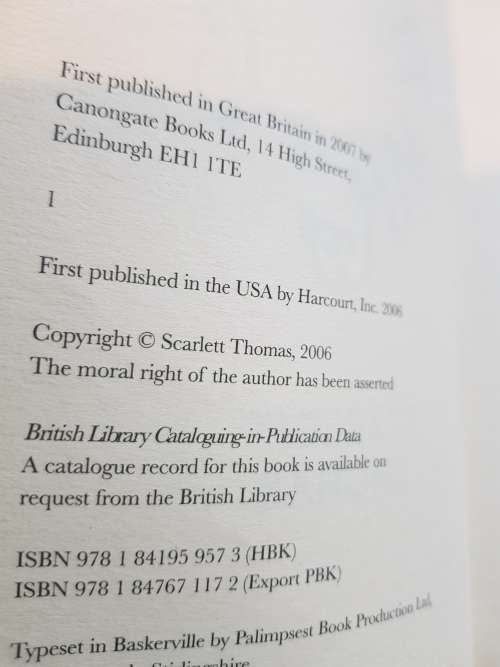 First published in Great Britain in 2007 by
Canongate Books Ltd, 14 High Street,
Edinburgh EH1 1TE
1
First published in the USA by Harcourt, Inc. 2006
Copyright © Scarlett Thomas, 2006
The moral right of the author has been asserted
British Library Cataloguing-in-Publication Data
A catalogue record for this book is available on
request from the British Library
ISBN 978 1 84195 957 3 (HBK)
ISBN 978 1 84767 117 2 (Export PBK)
Typeset in Baskerville by Palimpsest Book Production Ltd,